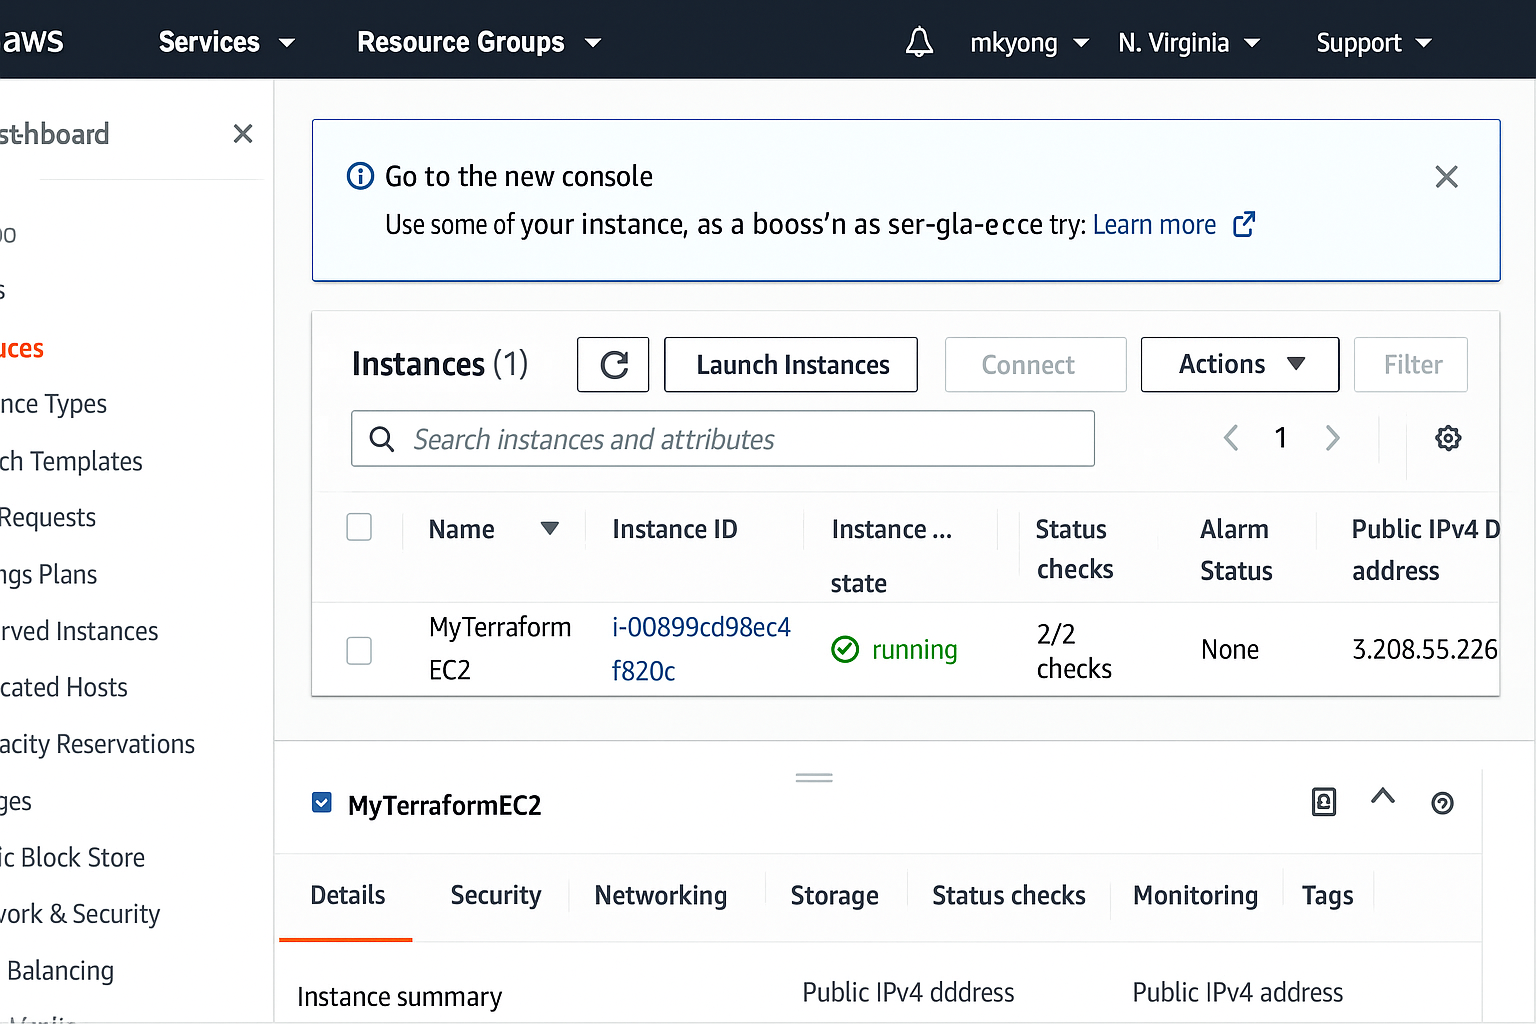 aws Services Resource Groups mkyong N. Virginia Support
st-hboard
Go to the new console
Use some of your instance, as a booss'n as ser-gla-ecce try: Learn more
Instances (1) Launch Instances Connect Actions Filter
Search instances and attributes
1
Name Instance ID Instance ... state Status checks Alarm Status Public IPv4 D address
MyTerraform EC2 i-00899cd98ec4 f820c running 2/2 checks None 3.208.55.226
uces
nce Types
ch Templates
Requests
ngs Plans
rved Instances
cated Hosts
acity Reservations
ges
ic Block Store
work & Security
Balancing
MyTerraformEC2
Details Security Networking Storage Status checks Monitoring Tags
Instance summary Public IPv4 dddress Public IPv4 address